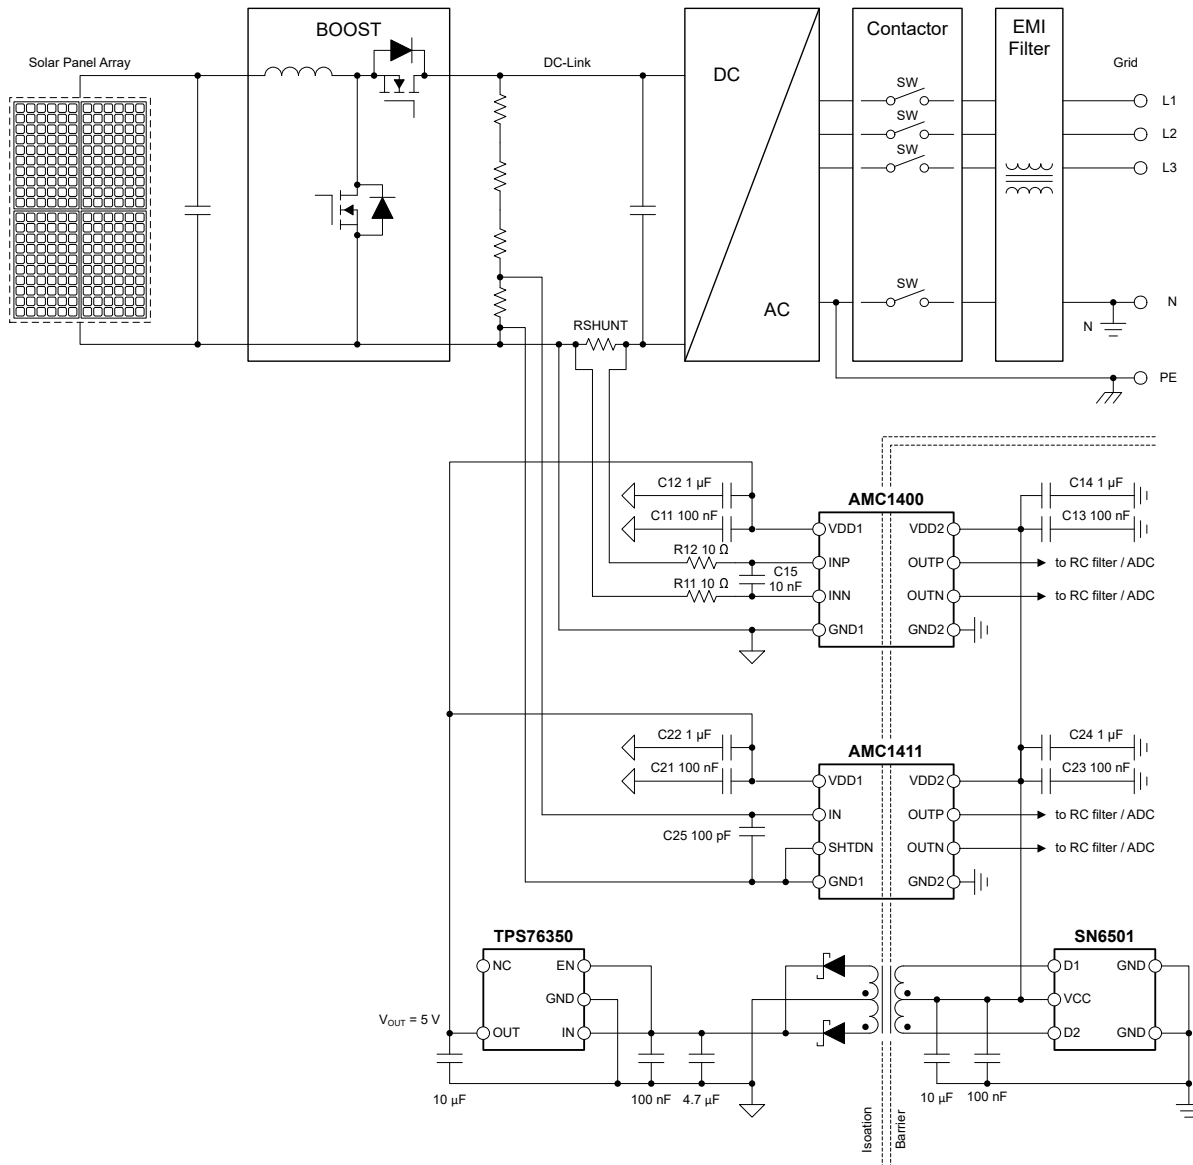 BOOST
Contactor
EMI
Filter
Solar Panel Array
DC-Link
Grid
DC
SW
L1
SW
L2
SW
L3
SW
AC
N
N
RSHUNT
PE
C12 1 µF
C11 100 nF
R12 10 Ω
R11 10 Ω
C15
10 nF
AMC1400
VDD1
INP
INN
GND1
VDD2
OUTP
OUTN
GND2
C14 1 µF
C13 100 nF
to RC filter / ADC
to RC filter / ADC
C22 1 µF
C21 100 nF
C25 100 pF
AMC1411
VDD1
IN
SHTDN
GND1
VDD2
OUTP
OUTN
GND2
C24 1 µF
C23 100 nF
to RC filter / ADC
to RC filter / ADC
TPS76350
NC
EN
GND
OUT
IN
VOUT = 5 V
10 µF
100 nF
4.7 µF
SN6501
D1
GND
VCC
D2
GND
10 µF
100 nF
Isoation
Barrier